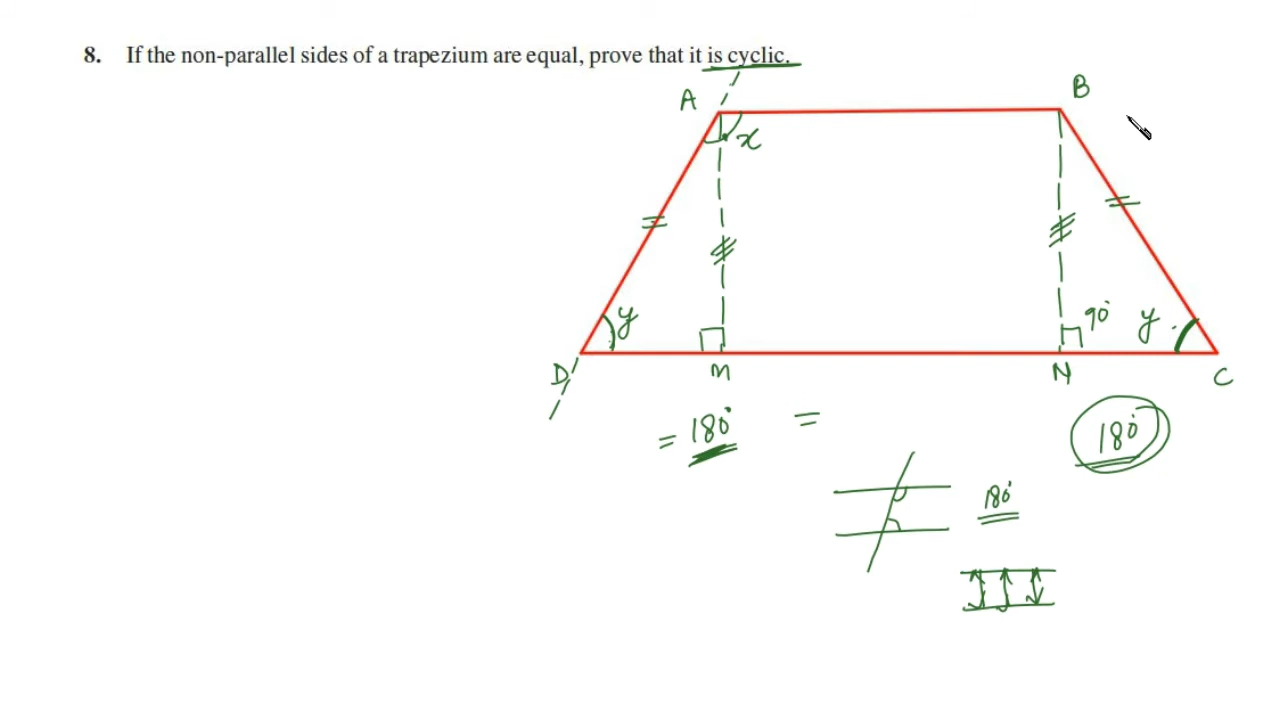 8. If the non-parallel sides of a trapezium are equal, prove that it is cyclic.
A
B
x
y
90°
y
D
M
N
C
= 180°
=
180°
180°